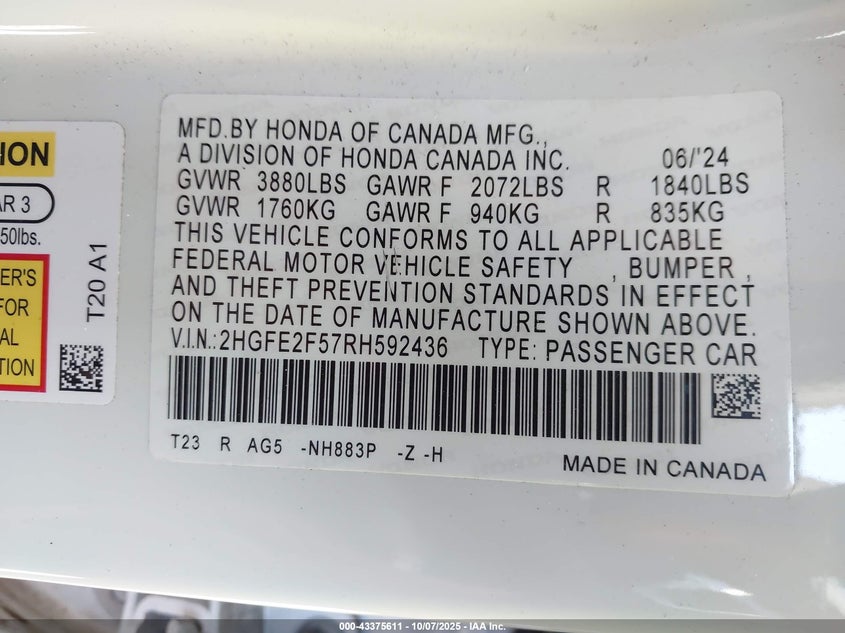 HON
AR 3
50lbs.
ER'S
FOR
AL
TION
T20 A1
MFD.BY HONDA OF CANADA MFG.,
A DIVISION OF HONDA CANADA INC. 06/'24
GVWR 3880LBS GAWR F 2072LBS R 1840LBS
GVWR 1760KG GAWR F 940KG R 835KG
THIS VEHICLE CONFORMS TO ALL APPLICABLE
FEDERAL MOTOR VEHICLE SAFETY , BUMPER ,
AND THEFT PREVENTION STANDARDS IN EFFECT
ON THE DATE OF MANUFACTURE SHOWN ABOVE.
V.I.N.:2HGFE2F57RH592436 TYPE: PASSENGER CAR
T23 R AG5 -NH883P -Z -H
MADE IN CANADA
000-43375611 - 10/07/2025 - IAA Inc.